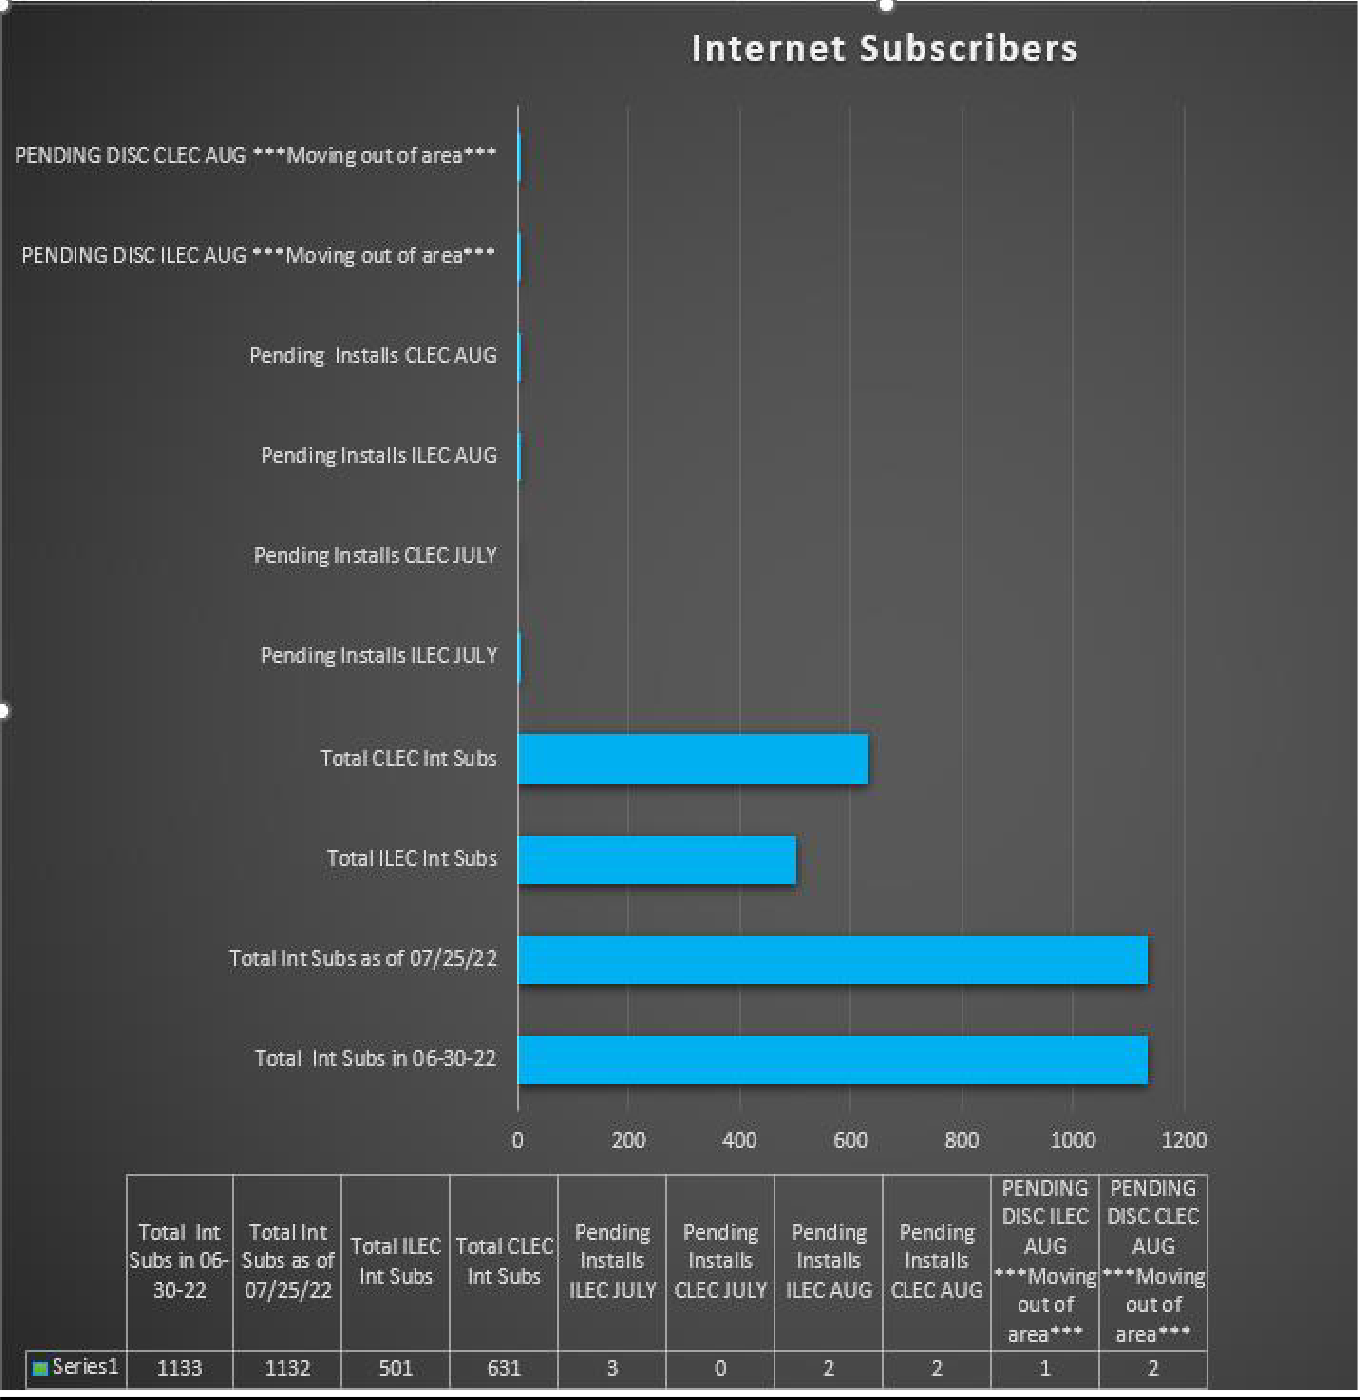 Internet Subscribers
PENDING DISC CLEC AUG ***Moving out of area***
PENDING DISC ILEC AUG ***Moving out of area***
Pending  Installs CLEC AUG
Pending Installs ILEC AUG
Pending Installs CLEC JULY
Pending Installs ILEC JULY
Total CLEC Int Subs
Total ILEC Int Subs
Total Int Subs as of 07/25/22
Total  Int Subs in 06-30-22
0 200 400 600 800 1000 1200
Total  Int
Subs in 06-
30-22
Total Int
Subs as of
07/25/22
Total ILEC
Int Subs
Total CLEC
Int Subs
Pending
Installs
ILEC JULY
Pending
Installs
CLEC JULY
Pending
Installs
ILEC AUG
Pending
Installs
CLEC AUG
PENDING
DISC ILEC
AUG
***Moving
out of
area***
PENDING
DISC CLEC
AUG
***Moving
out of
area***
Series1 1133 1132 501 631 3 0 2 2 1 2